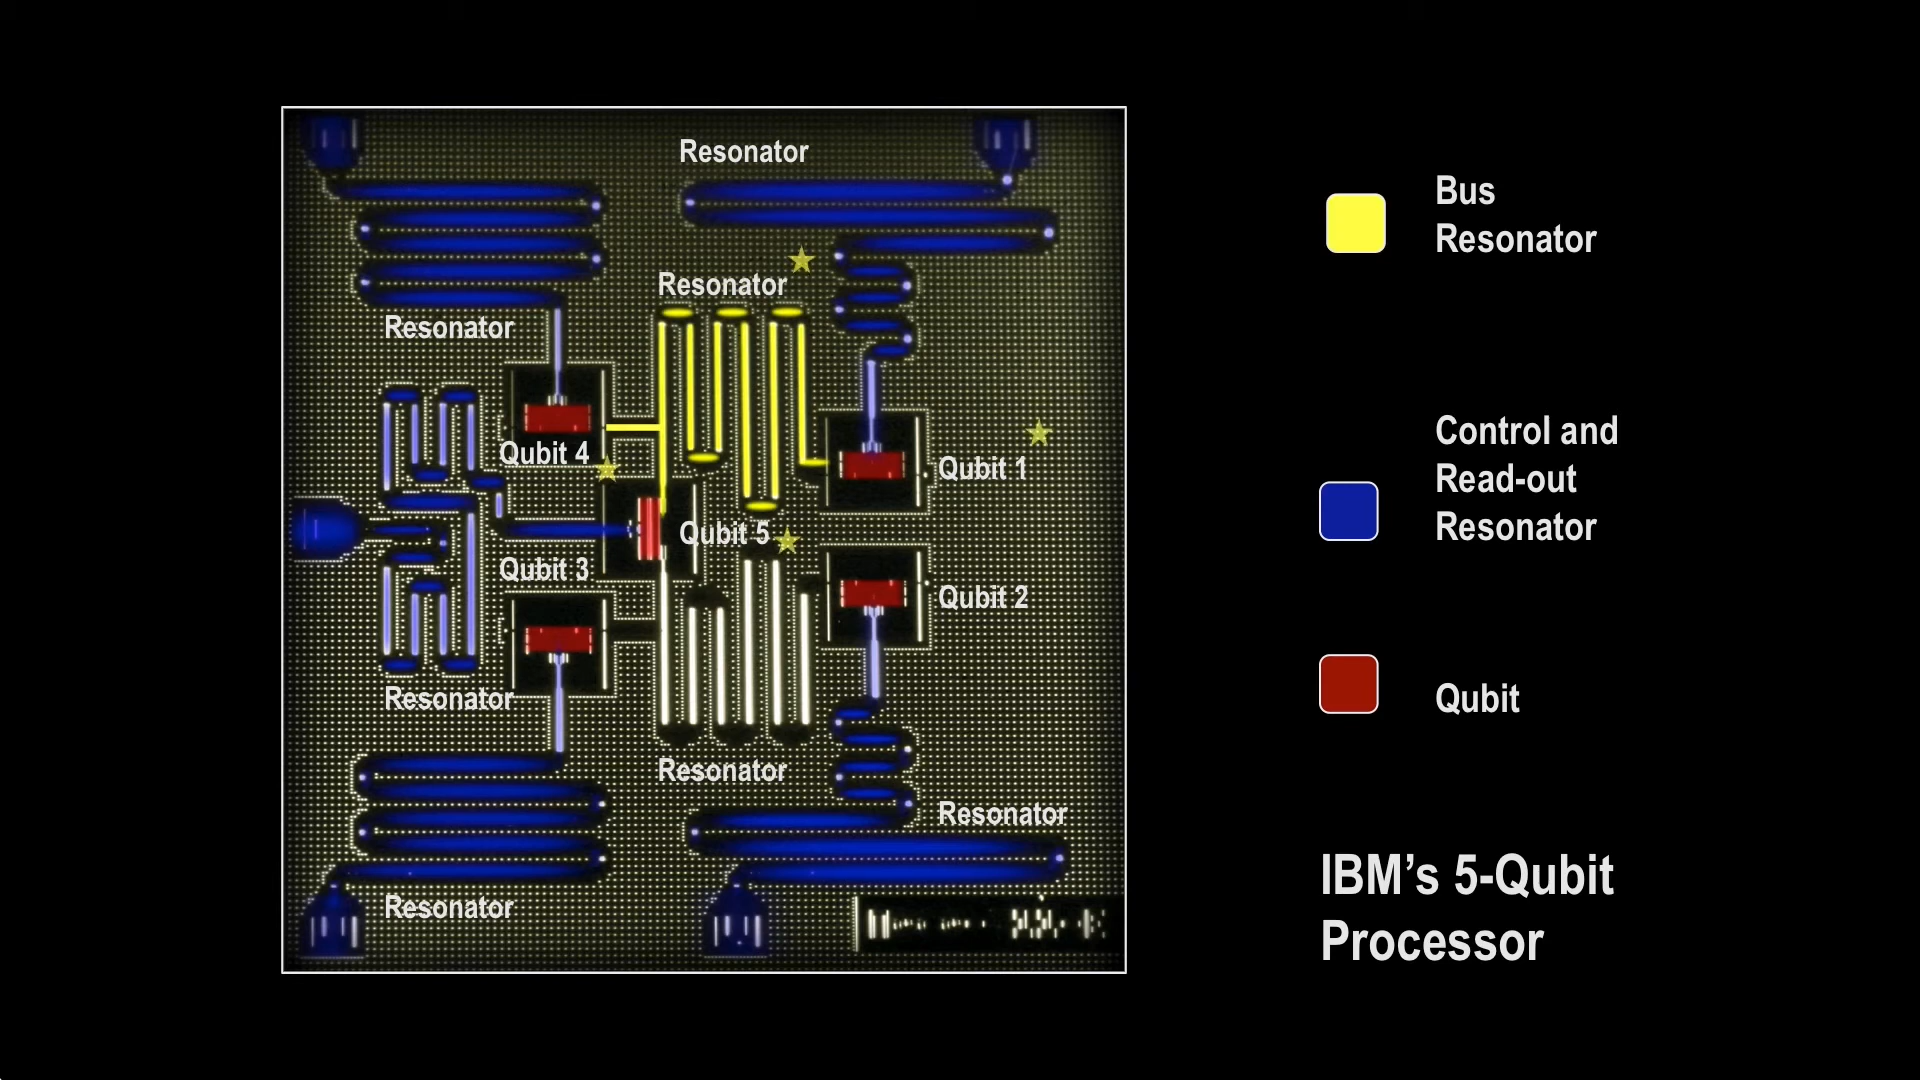 Resonator
Resonator
Resonator
Qubit 4
Qubit 1
Qubit 5
Qubit 3
Qubit 2
Resonator
Resonator
Resonator
Resonator
Bus
Resonator
Control and
Read-out
Resonator
Qubit
IBM’s 5-Qubit
Processor